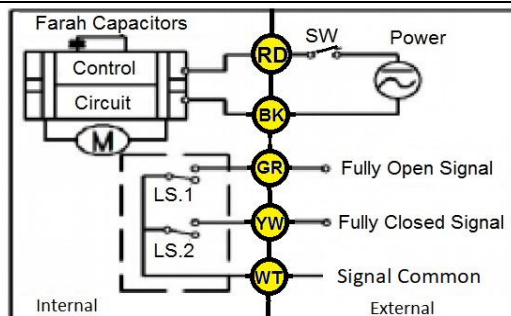 Farah Capacitors
SW
Power
RD
Control
Circuit
BK
M
GR
Fully Open Signal
LS.1
YW
Fully Closed Signal
LS.2
WT
Signal Common
Internal
External